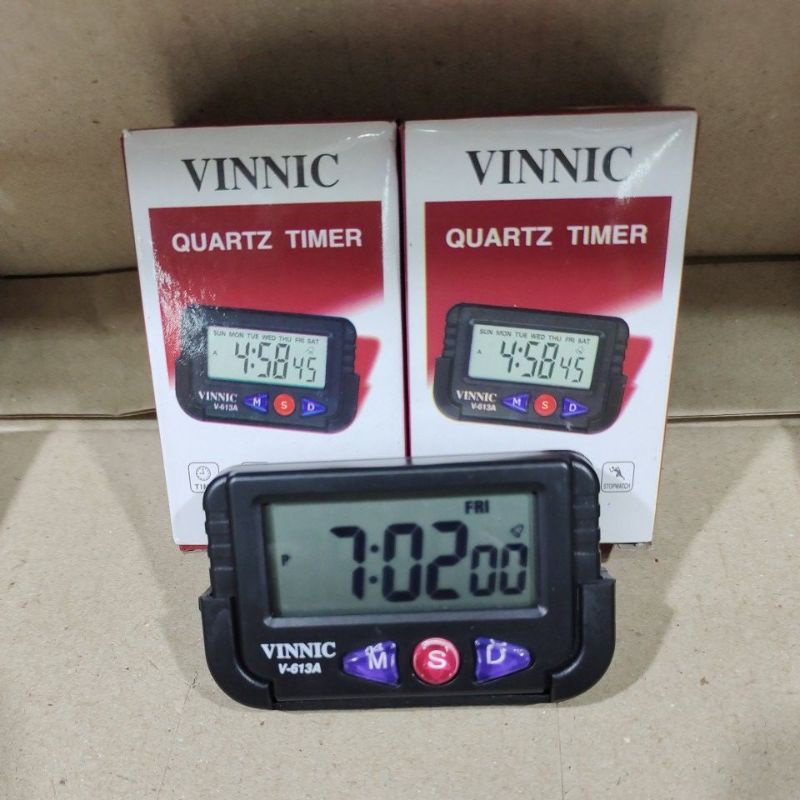 VINNIC
QUARTZ TIMER
SUN MON TUE WED THU FRI SAT
A
4:58 45
VINNIC
V-613A
M S D
VINNIC
QUARTZ TIMER
SUN MON TUE WED THU FRI SAT
A
4:58 45
VINNIC
V-613A
M S D
STOPWATCH
FRI
P
7:02 00
VINNIC
V-613A
M S D